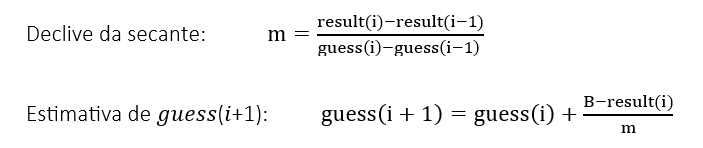 Declive da secante: m = result(i)−result(i−1) / guess(i)−guess(i−1)
Estimativa de guess(i+1): guess(i + 1) = guess(i) + B−result(i) / m